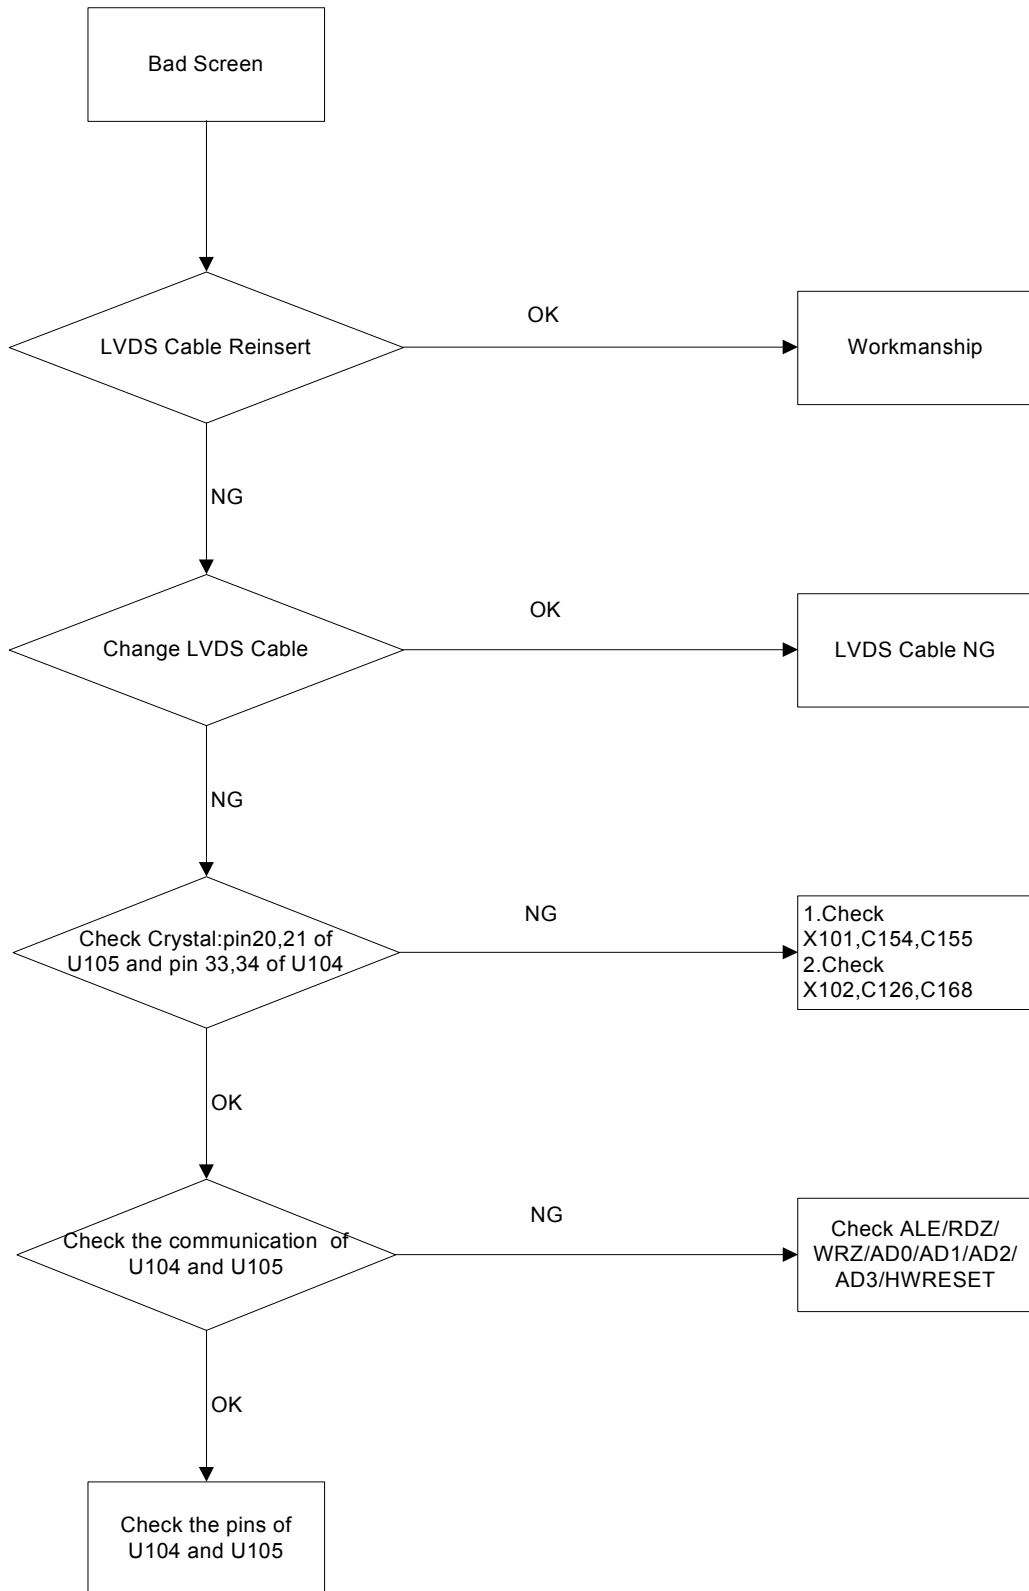 Bad Screen
LVDS Cable Reinsert
OK
Workmanship
NG
Change LVDS Cable
OK
LVDS Cable NG
NG
Check Crystal:pin20,21 of
U105 and pin 33,34 of U104
NG
1.Check
X101,C154,C155
2.Check
X102,C126,C168
OK
Check the communication  of
U104 and U105
NG
Check ALE/RDZ/
WRZ/AD0/AD1/AD2/
AD3/HWRESET
OK
Check the pins of
U104 and U105